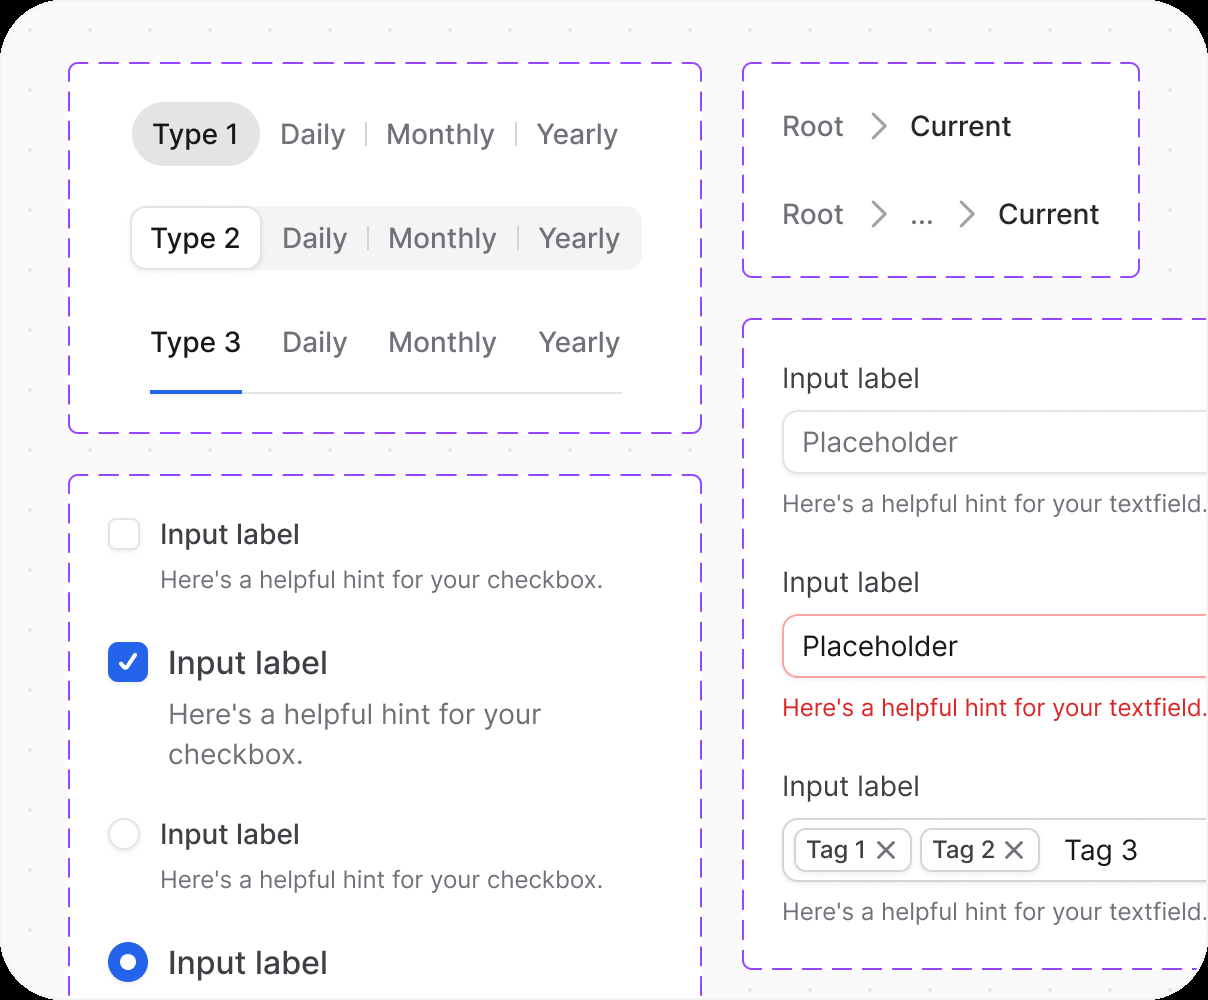 Type 1 Daily Monthly Yearly
Type 2 Daily Monthly Yearly
Type 3 Daily Monthly Yearly
Input label
Here's a helpful hint for your checkbox.
Input label
Here's a helpful hint for your
checkbox.
Input label
Here's a helpful hint for your checkbox.
Input label
Root Current
Root ... Current
Input label
Placeholder
Here's a helpful hint for your textfield.
Input label
Placeholder
Here's a helpful hint for your textfield.
Input label
Tag 1 Tag 2 Tag 3
Here's a helpful hint for your textfield.